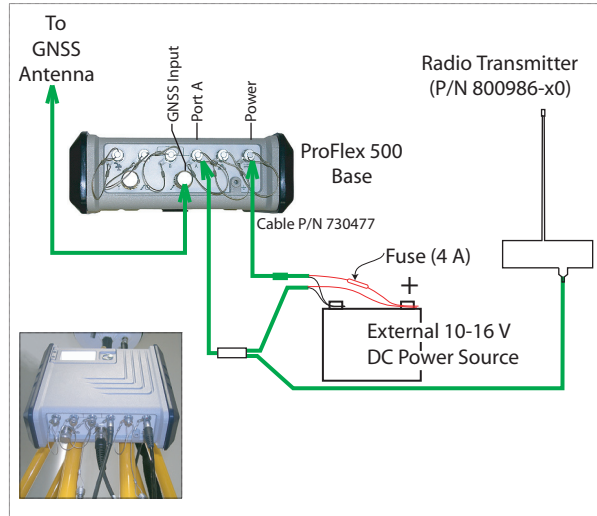 To
GNSS
Antenna
GNSS Input
Port A
Power
Radio Transmitter
(P/N 800986-x0)
ProFlex 500
Base
Cable P/N 730477
Fuse (4 A)
+
External 10-16 V
DC Power Source